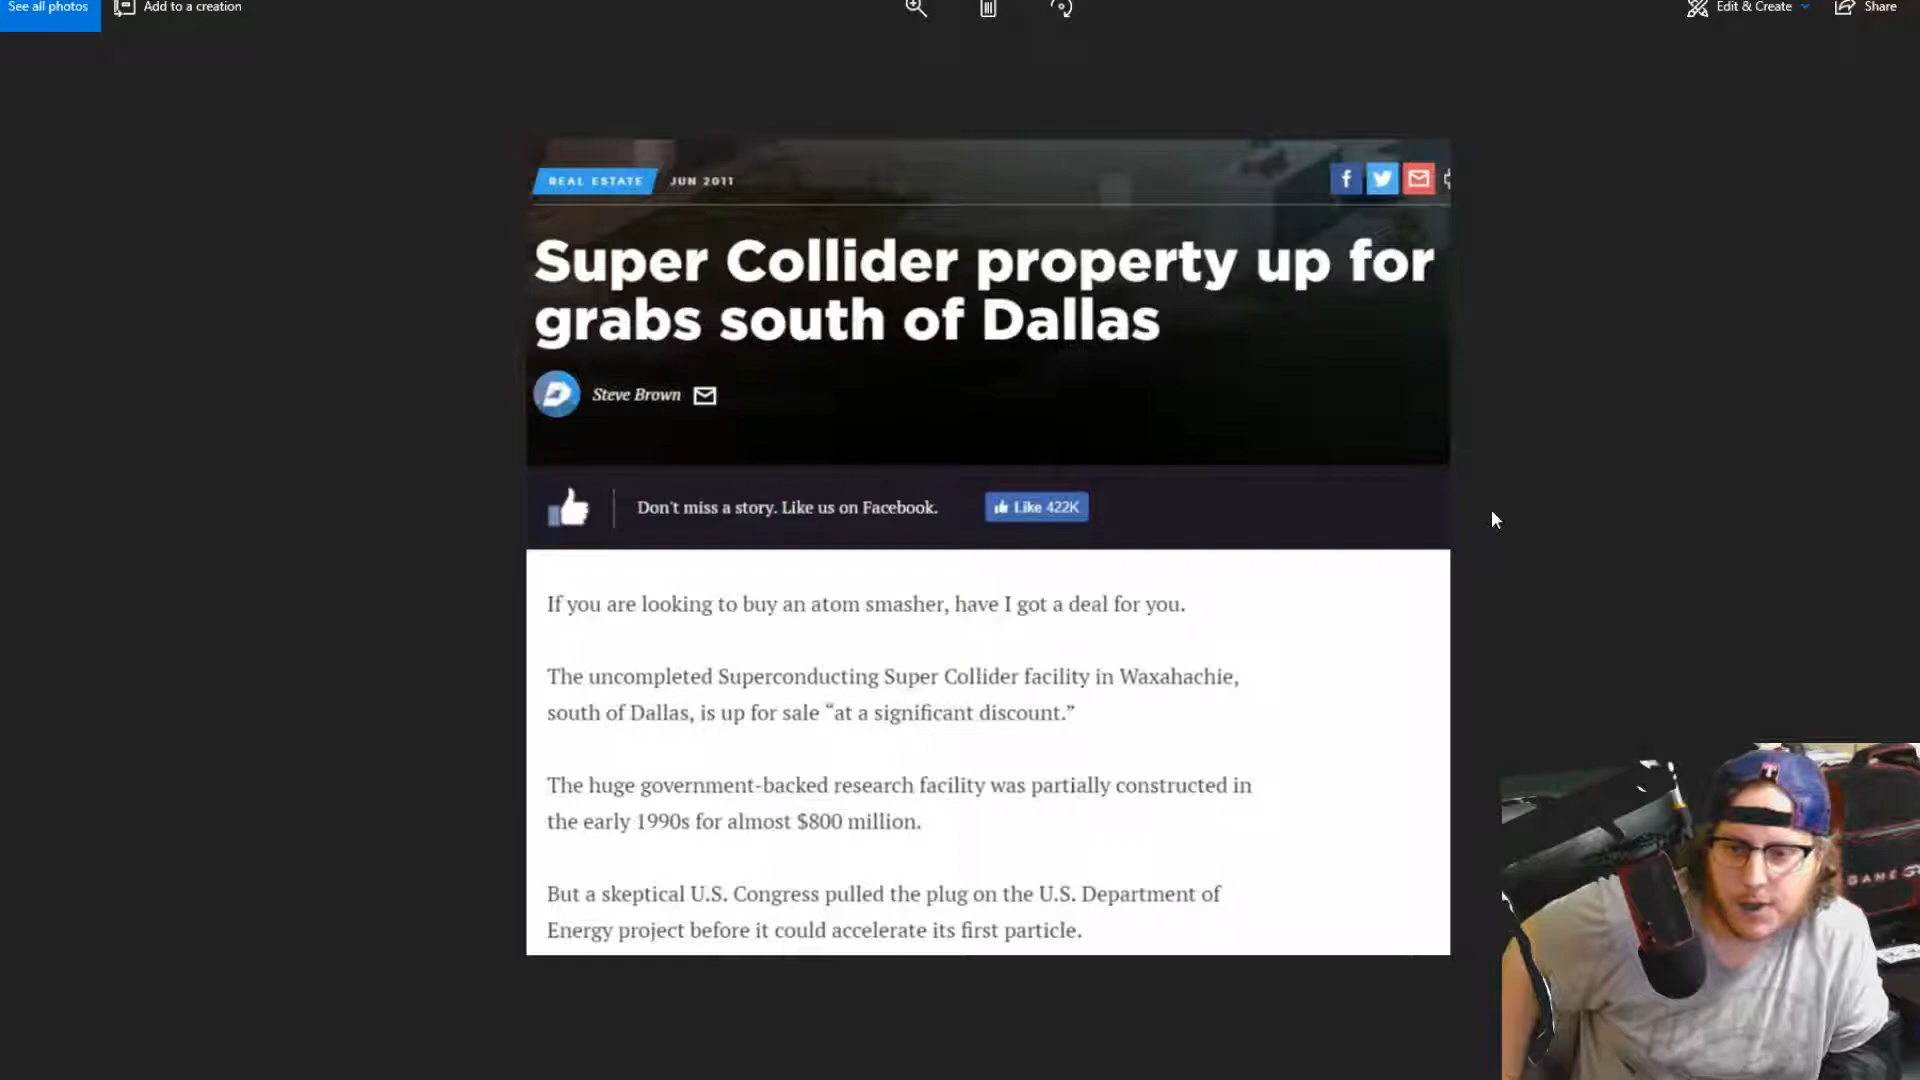 See all photos
Add to a creation
Edit & Create
Share
REAL ESTATE
JUN 2011
Super Collider property up for
grabs south of Dallas
Steve Brown
Don't miss a story. Like us on Facebook.
Like 422K
If you are looking to buy an atom smasher, have I got a deal for you.
The uncompleted Superconducting Super Collider facility in Waxahachie,
south of Dallas, is up for sale “at a significant discount.”
The huge government-backed research facility was partially constructed in
the early 1990s for almost $800 million.
But a skeptical U.S. Congress pulled the plug on the U.S. Department of
Energy project before it could accelerate its first particle.
T
GAME